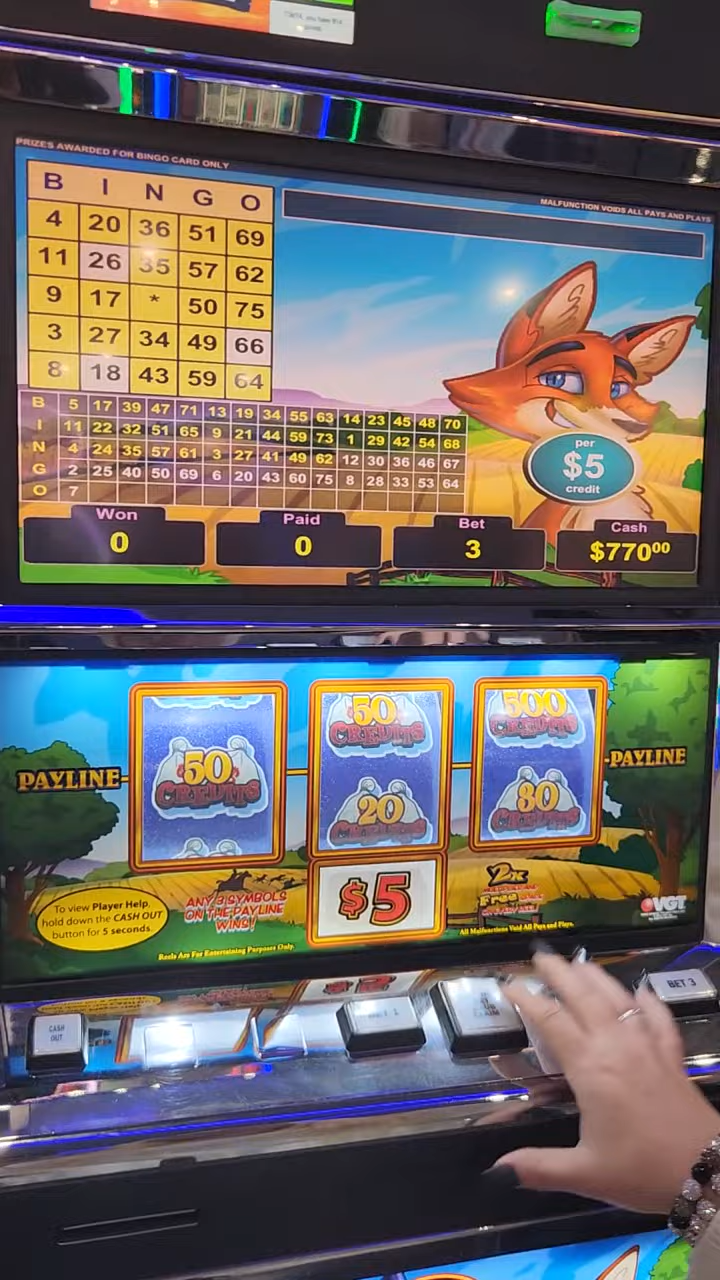 PRIZES AWARDED FOR BINGO CARD ONLY
MALFUNCTION VOIDS ALL PAYS AND PLAYS
B I N G O
4 20 36 51 69
11 26 35 57 62
9 17 * 50 75
3 27 34 49 66
8 18 43 59 64
B 5 17 39 47 71 13 19 34 55 63 14 23 45 48 70
I 11 22 32 51 65 9 21 44 59 73 1 29 42 54 68
N 4 24 35 57 61 3 27 41 49 62 12 30 36 46 67
G 2 25 40 50 69 6 20 43 60 75 8 28 33 53 64
O 7
per
$5
credit
Won
0
Paid
0
Bet
3
Cash
$77000
50
CREDITS
50
CREDITS
20
CREDITS
500
CREDITS
80
CREDITS
PAYLINE
PAYLINE
To view Player Help,
hold down the CASH OUT
button for 5 seconds.
ANY 3 SYMBOLS
ON THE PAYLINE
WINS!
$5
2x
VGT
Reels Are For Entertaining Purposes Only.
All Malfunctions Void All Pays and Plays.
CASH
OUT
BET 1
BET 3